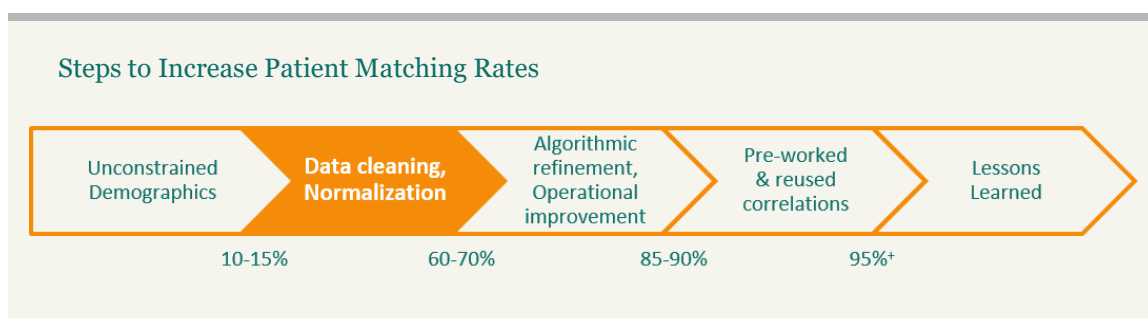 Steps to Increase Patient Matching Rates
Unconstrained
Demographics
Data cleaning,
Normalization
Algorithmic
refinement,
Operational
improvement
Pre-worked
& reused
correlations
Lessons
Learned
10-15%
60-70%
85-90%
95%+